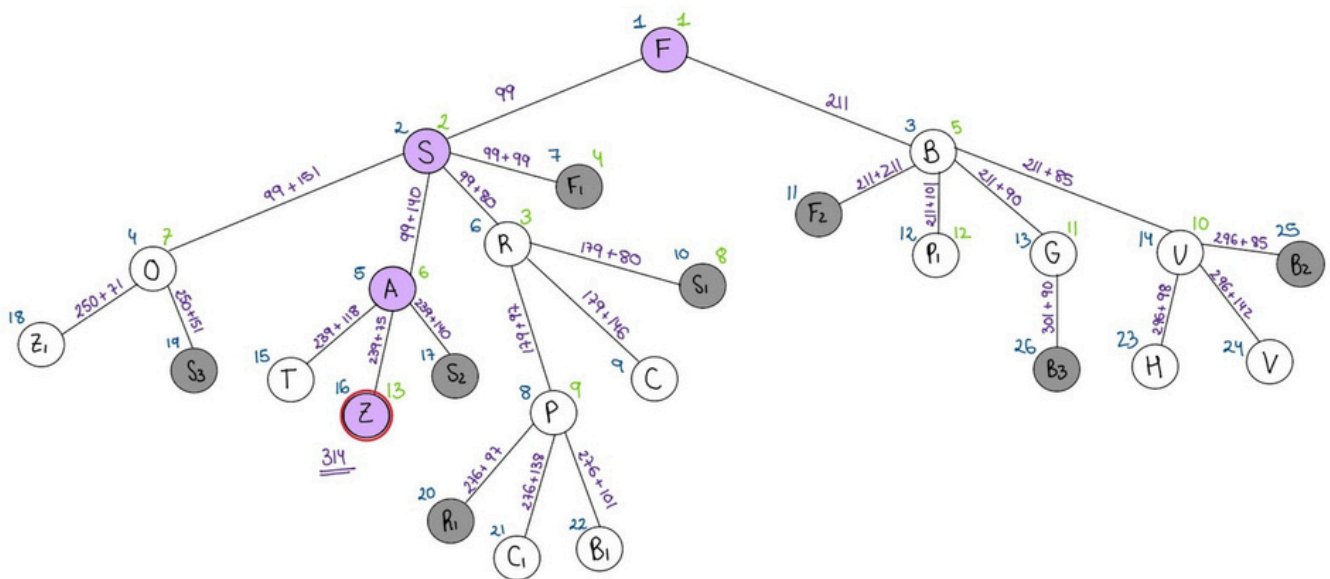 1 1
F
99
211
2 2
S
3 5
B
99+151
99+140
99+80
99+99
7 4
F₁
211+211
211+101
211+90
211+85
4 7
O
5 6
A
6 3
R
179+80
10 8
S₁
11
F₂
12 12
P₁
13 11
G
14 10
U
296+85
25
B₂
250+71
250+151
239+118
239+75
239+140
179+97
179+146
301+90
296+98
296+142
18
Z₁
19
S₃
15
T
16 13
Z
314
17
S₂
8 9
P
9
C
26
B₃
23
H
24
V
276+97
276+138
276+101
20
R₁
21
C₁
22
B₁